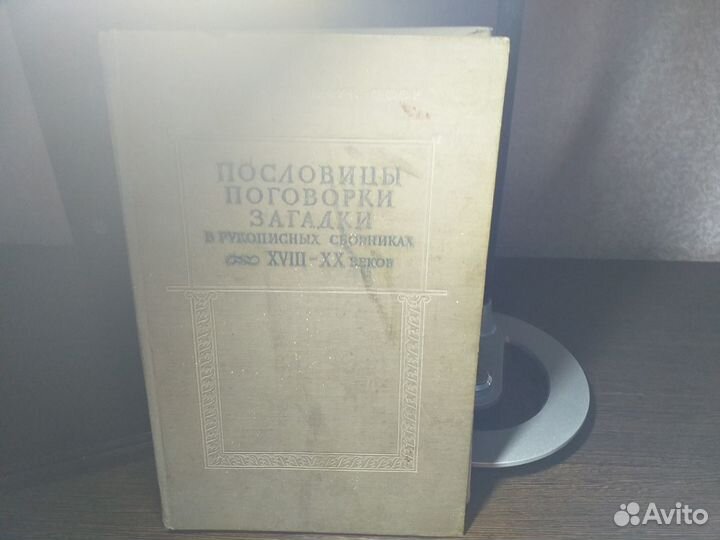 ПОСЛОВИЦЫ
ПОГОВОРКИ
ЗАГАДКИ
В РУКОПИСНЫХ СБОРНИКАХ
XVIII–XX ВЕКОВ
Avito